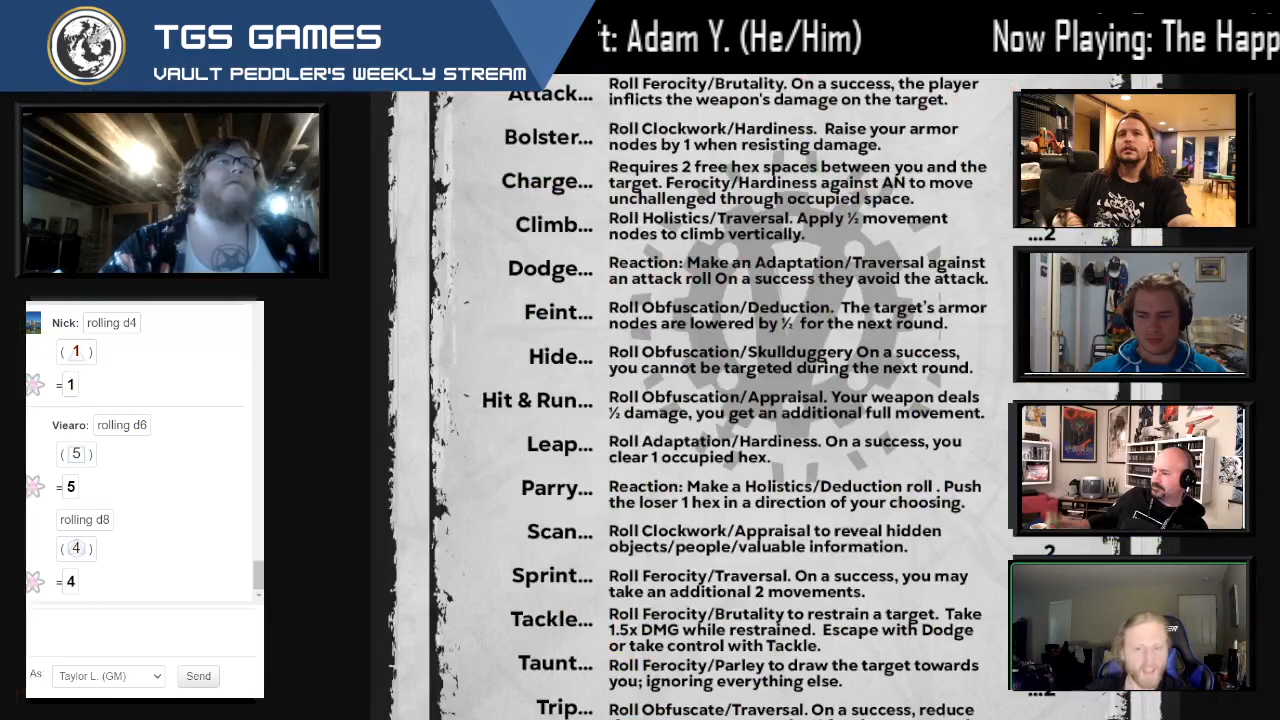 TGS GAMES
VAULT PEDDLER'S WEEKLY STREAM
t: Adam Y. (He/Him)
Now Playing: The Happ
Nick: rolling d4
( 1 )
= 1
Viearo: rolling d6
( 5 )
= 5
rolling d8
( 4 )
= 4
As: Taylor L. (GM) Send
Attack... Roll Ferocity/Brutality. On a success, the player
inflicts the weapon's damage on the target.
Bolster... Roll Clockwork/Hardiness. Raise your armor
nodes by 1 when resisting damage.
Charge... Requires 2 free hex spaces between you and the
target. Ferocity/Hardiness against AN to move
unchallenged through occupied space.
Climb... Roll Holistics/Traversal. Apply ½ movement
nodes to climb vertically.
Dodge... Reaction: Make an Adaptation/Traversal against
an attack roll On a success they avoid the attack.
Feint... Roll Obfuscation/Deduction. The target's armor
nodes are lowered by ½ for the next round.
Hide... Roll Obfuscation/Skullduggery On a success,
you cannot be targeted during the next round.
Hit & Run... Roll Obfuscation/Appraisal. Your weapon deals
½ damage, you get an additional full movement.
Leap... Roll Adaptation/Hardiness. On a success, you
clear 1 occupied hex.
Parry... Reaction: Make a Holistics/Deduction roll . Push
the loser 1 hex in a direction of your choosing.
Scan... Roll Clockwork/Appraisal to reveal hidden
objects/people/valuable information.
Sprint... Roll Ferocity/Traversal. On a success, you may
take an additional 2 movements.
Tackle... Roll Ferocity/Brutality to restrain a target. Take
1.5x DMG while restrained. Escape with Dodge
or take control with Tackle.
Taunt... Roll Ferocity/Parley to draw the target towards
you; ignoring everything else.
Trip... Roll Obfuscate/Traversal. On a success, reduce
...2
2
...2